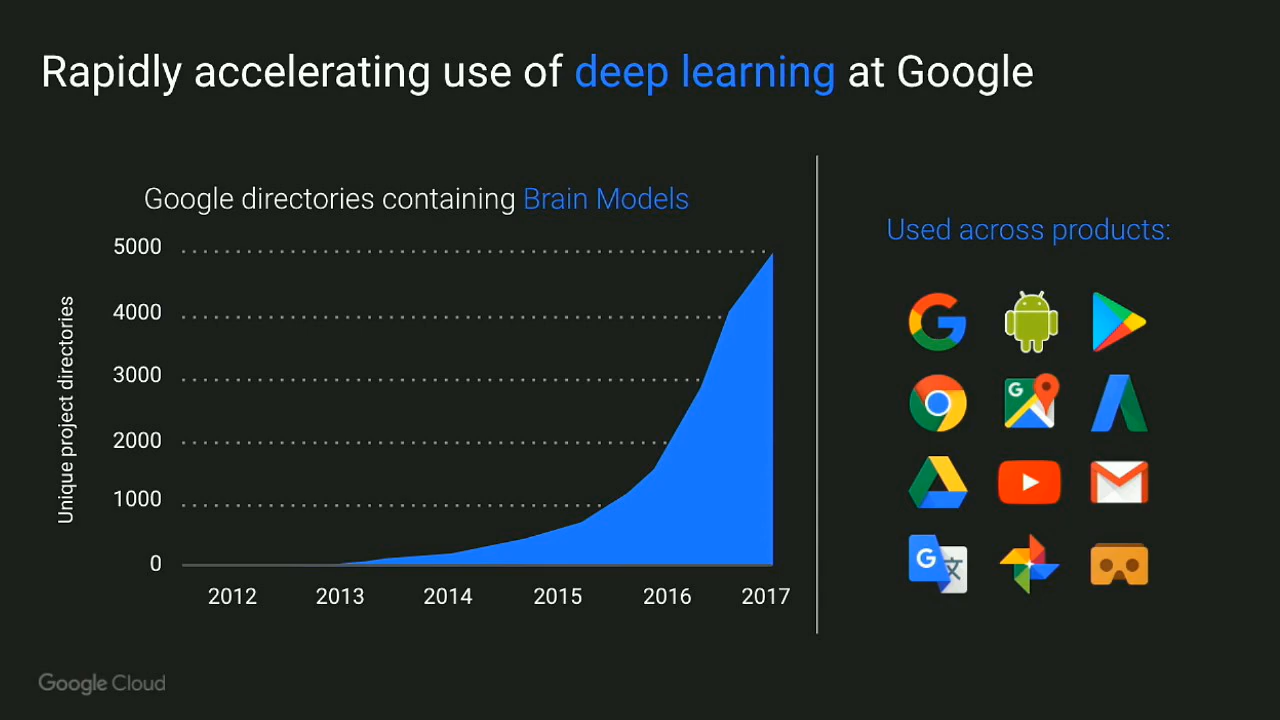 Rapidly accelerating use of deep learning at Google
Google directories containing Brain Models
Unique project directories
5000
4000
3000
2000
1000
0
2012 2013 2014 2015 2016 2017
Used across products:
G
G
G 文
Google Cloud